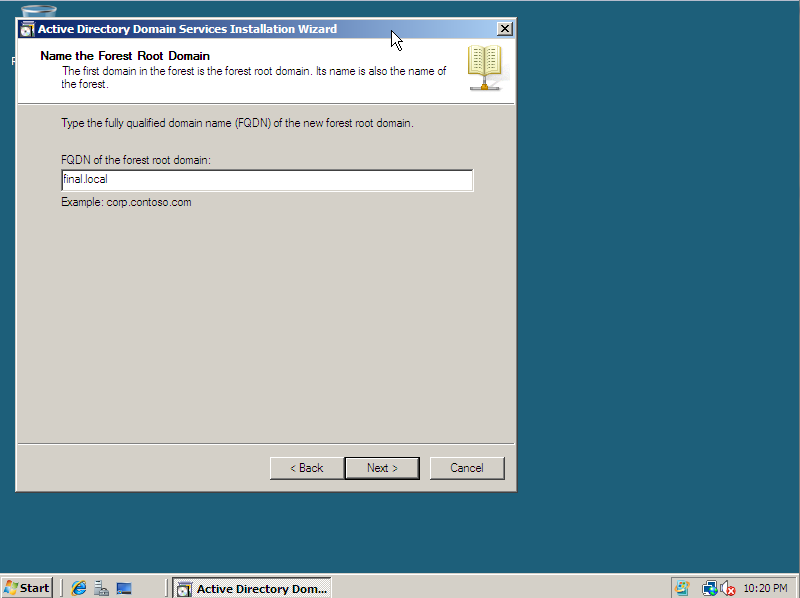 Active Directory Domain Services Installation Wizard
Name the Forest Root Domain
The first domain in the forest is the forest root domain. Its name is also the name of
the forest.
Type the fully qualified domain name (FQDN) of the new forest root domain.
FQDN of the forest root domain:
final.local
Example: corp.contoso.com
< Back
Next >
Cancel
Start
Active Directory Dom...
10:20 PM